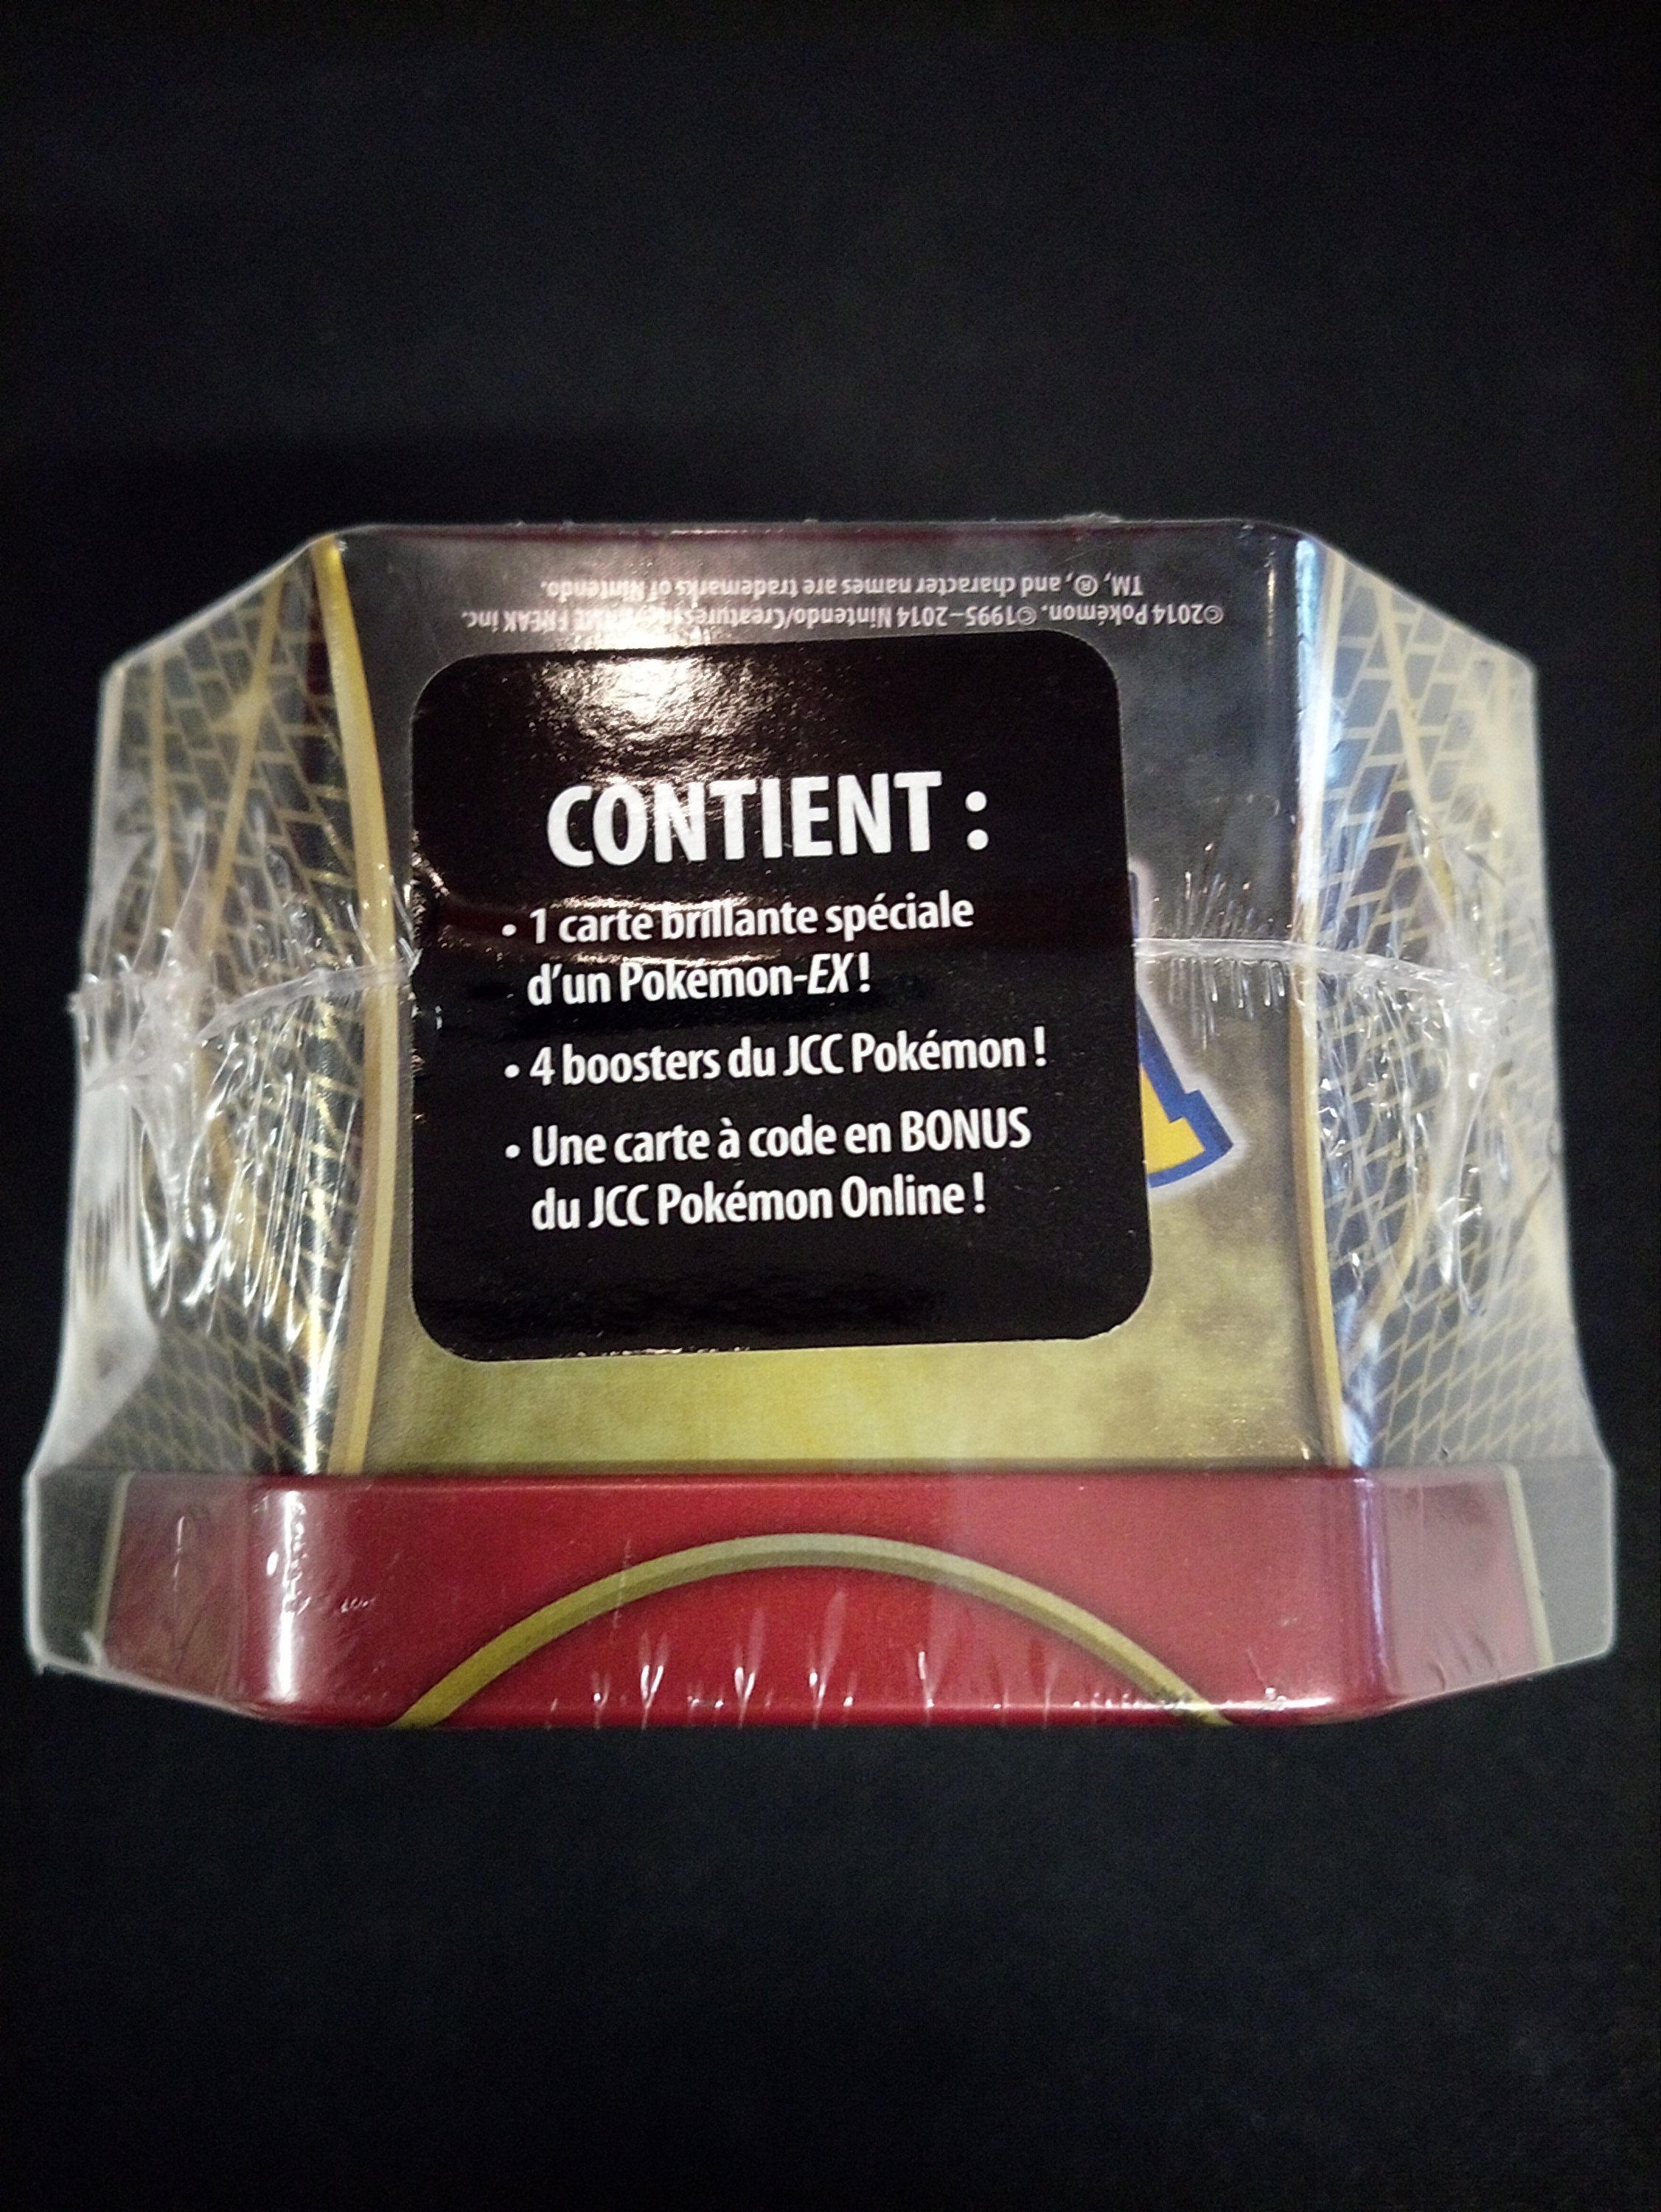 ©2014 Pokémon. ©1995–2014 Nintendo/Creatures Inc./GAME FREAK inc.
TM, ®, and character names are trademarks of Nintendo.
CONTIENT :
• 1 carte brillante spéciale
d'un Pokémon-EX !
• 4 boosters du JCC Pokémon !
• Une carte à code en BONUS
du JCC Pokémon Online !